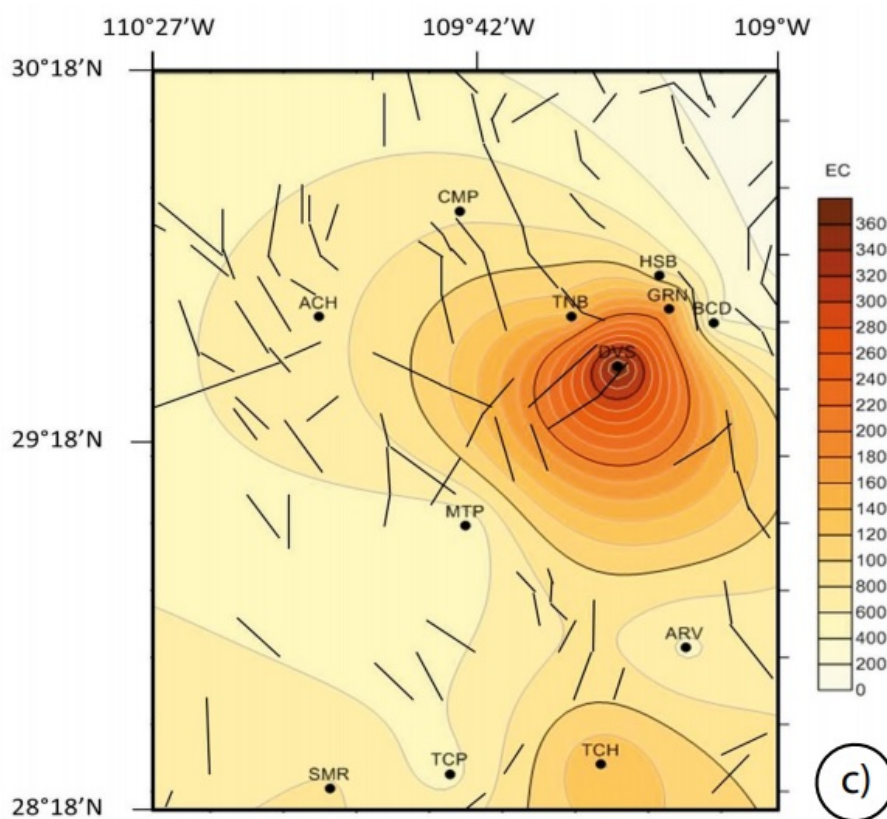 110°27’W 109°42’W 109°W
30°18’N
EC
CMP
HSB
GRN
ACH
TNB
BCD
DVS
29°18’N
MTP
ARV
TCP
TCH
SMR
28°18’N
360
340
320
300
280
260
240
220
200
180
160
140
120
100
800
600
400
200
0
c)